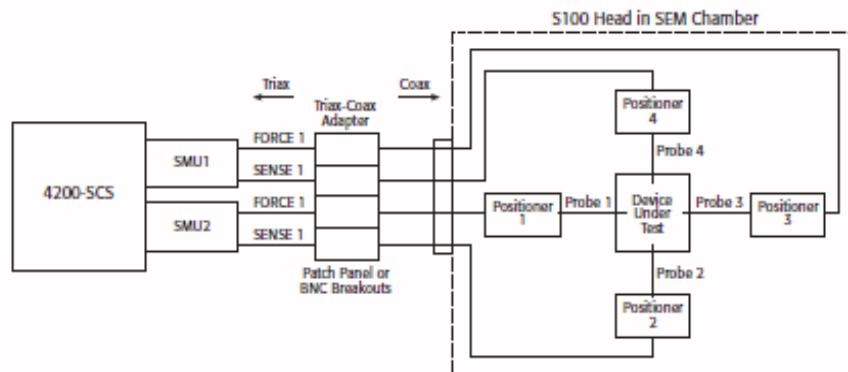 S100 Head in SEM Chamber
Triax
Coax
Triax-Coax
Adapter
4200-SCS
SMU1
FORCE 1
SENSE 1
SMU2
FORCE 1
SENSE 1
Patch Panel or
BNC Breakouts
Positioner
4
Probe 4
Positioner
1
Probe 1
Device
Under
Test
Probe 3
Positioner
3
Probe 2
Positioner
2